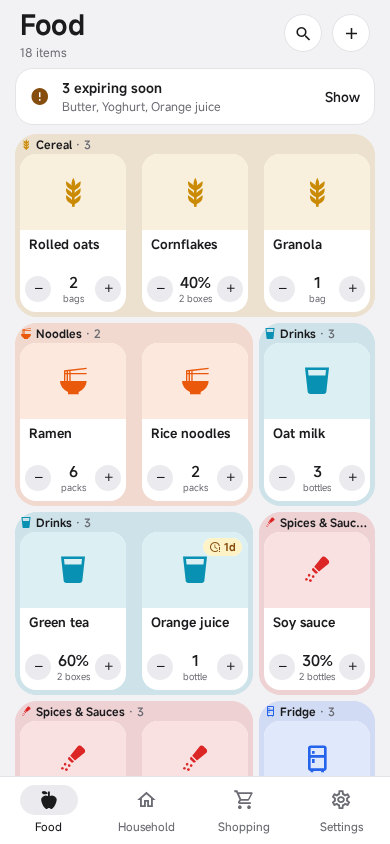 Food
18 items
3 expiring soon
Butter, Yoghurt, Orange juice
Show
Cereal · 3
Rolled oats
Cornflakes
Granola
− 2 +
bags
− 40% +
2 boxes
− 1 +
bag
Noodles · 2
Drinks · 3
Ramen
Rice noodles
Oat milk
− 6 +
packs
− 2 +
packs
− 3 +
bottles
Drinks · 3
Spices & Sauc...
1d
Green tea
Orange juice
Soy sauce
− 60% +
2 boxes
− 1 +
bottle
− 30% +
2 bottles
Spices & Sauces · 3
Fridge · 3
Food
Household
Shopping
Settings